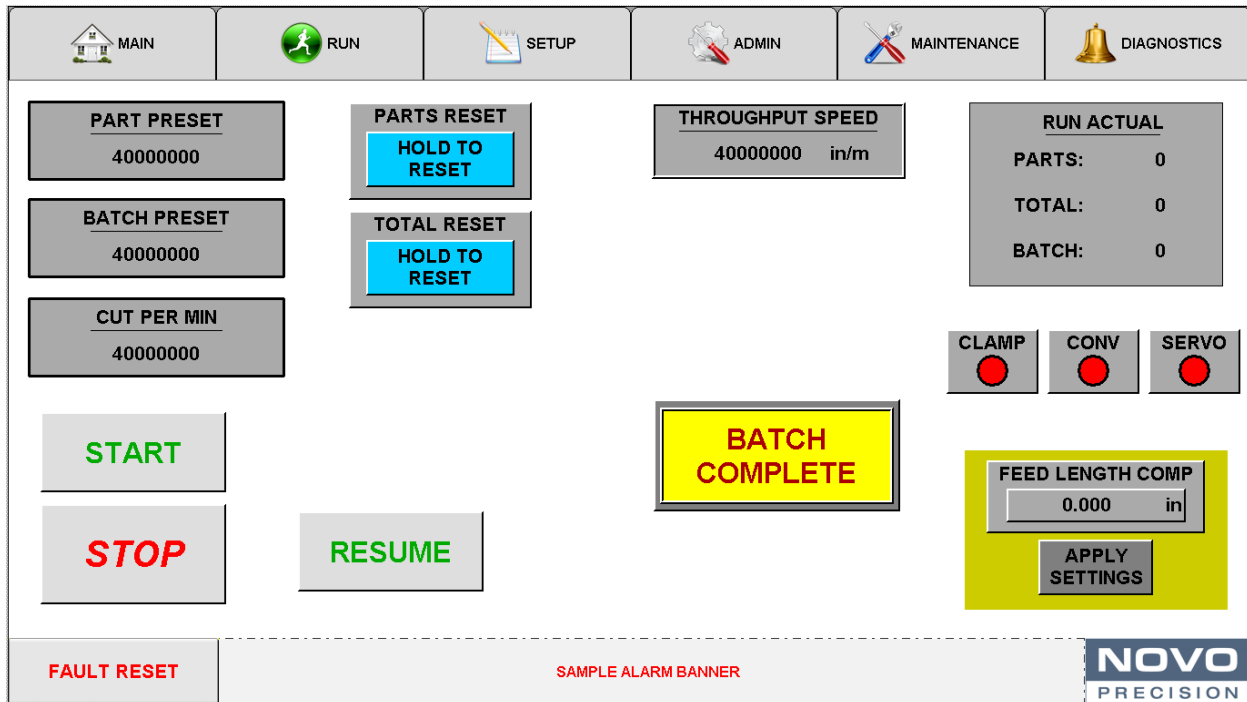 MAIN
RUN
SETUP
ADMIN
MAINTENANCE
DIAGNOSTICS
PART PRESET
40000000
BATCH PRESET
40000000
CUT PER MIN
40000000
PARTS RESET
HOLD TO
RESET
TOTAL RESET
HOLD TO
RESET
THROUGHPUT SPEED
40000000 in/m
RUN ACTUAL
PARTS: 0
TOTAL: 0
BATCH: 0
CLAMP
CONV
SERVO
START
STOP
RESUME
BATCH
COMPLETE
FEED LENGTH COMP
0.000 in
APPLY
SETTINGS
FAULT RESET
SAMPLE ALARM BANNER
NOVO
PRECISION